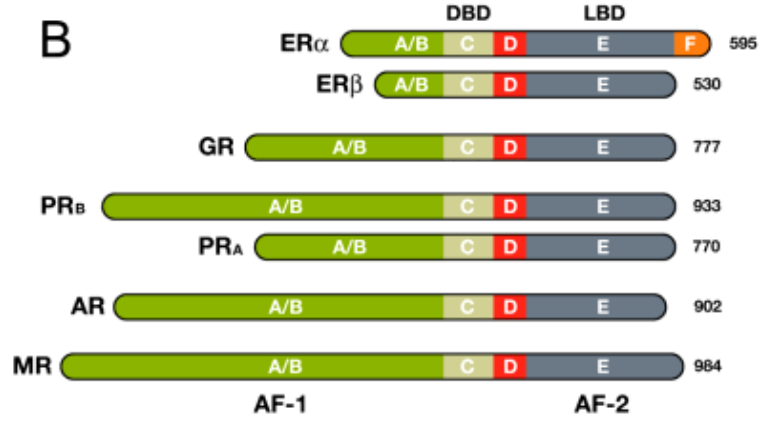 B
DBD LBD
ERα A/B C D E F 595
ERβ A/B C D E 530
GR A/B C D E 777
PRB A/B C D E 933
PRA A/B C D E 770
AR A/B C D E 902
MR A/B C D E 984
AF-1 AF-2